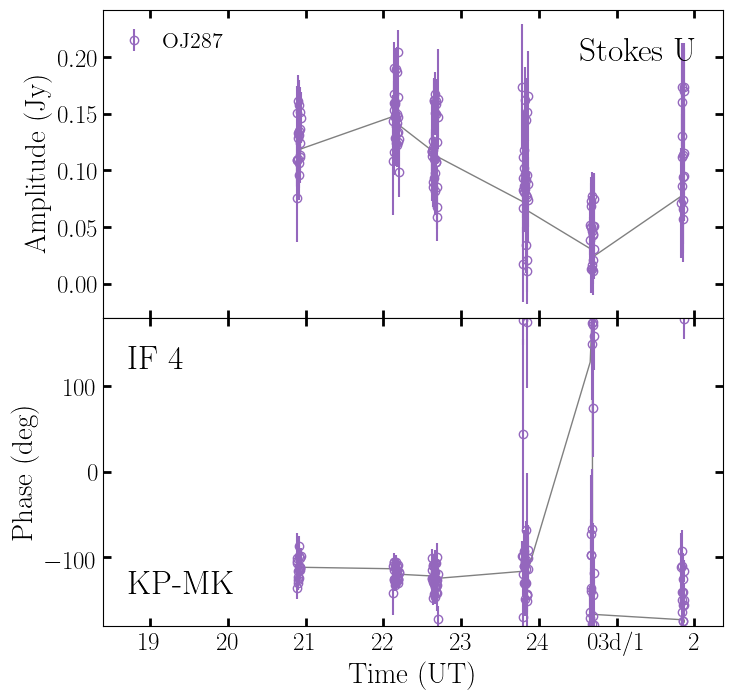 OJ287
Stokes U
0.20
0.15
0.10
0.05
0.00
Amplitude (Jy)
IF 4
100
0
−100
Phase (deg)
KP-MK
19 20 21 22 23 24 03d/1 2
Time (UT)